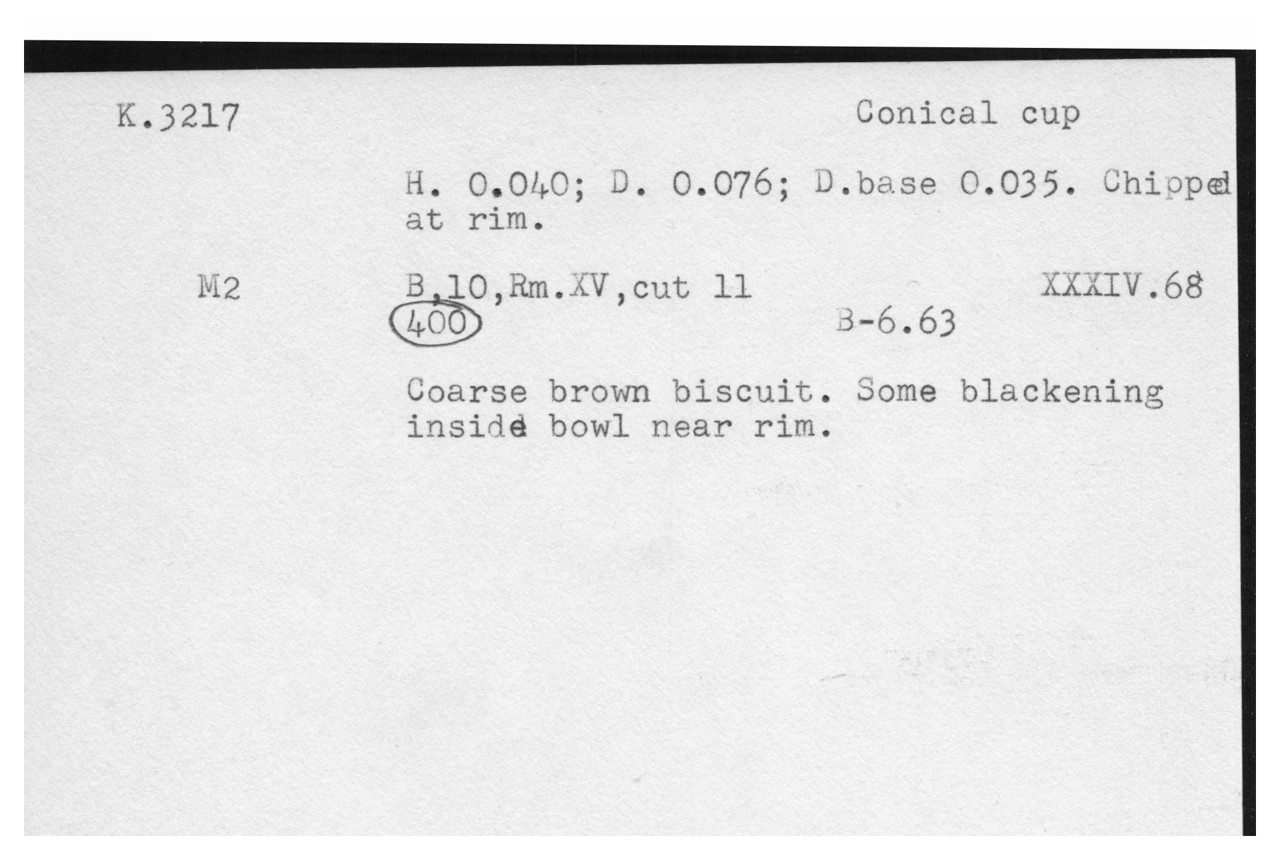 K.3217 Conical cup
H. 0.040; D. 0.076; D.base 0.035. Chipped
at rim.
M2 B,10,Rm.XV,cut 11 XXXIV.68
400 B-6.63
Coarse brown biscuit. Some blackening
inside bowl near rim.